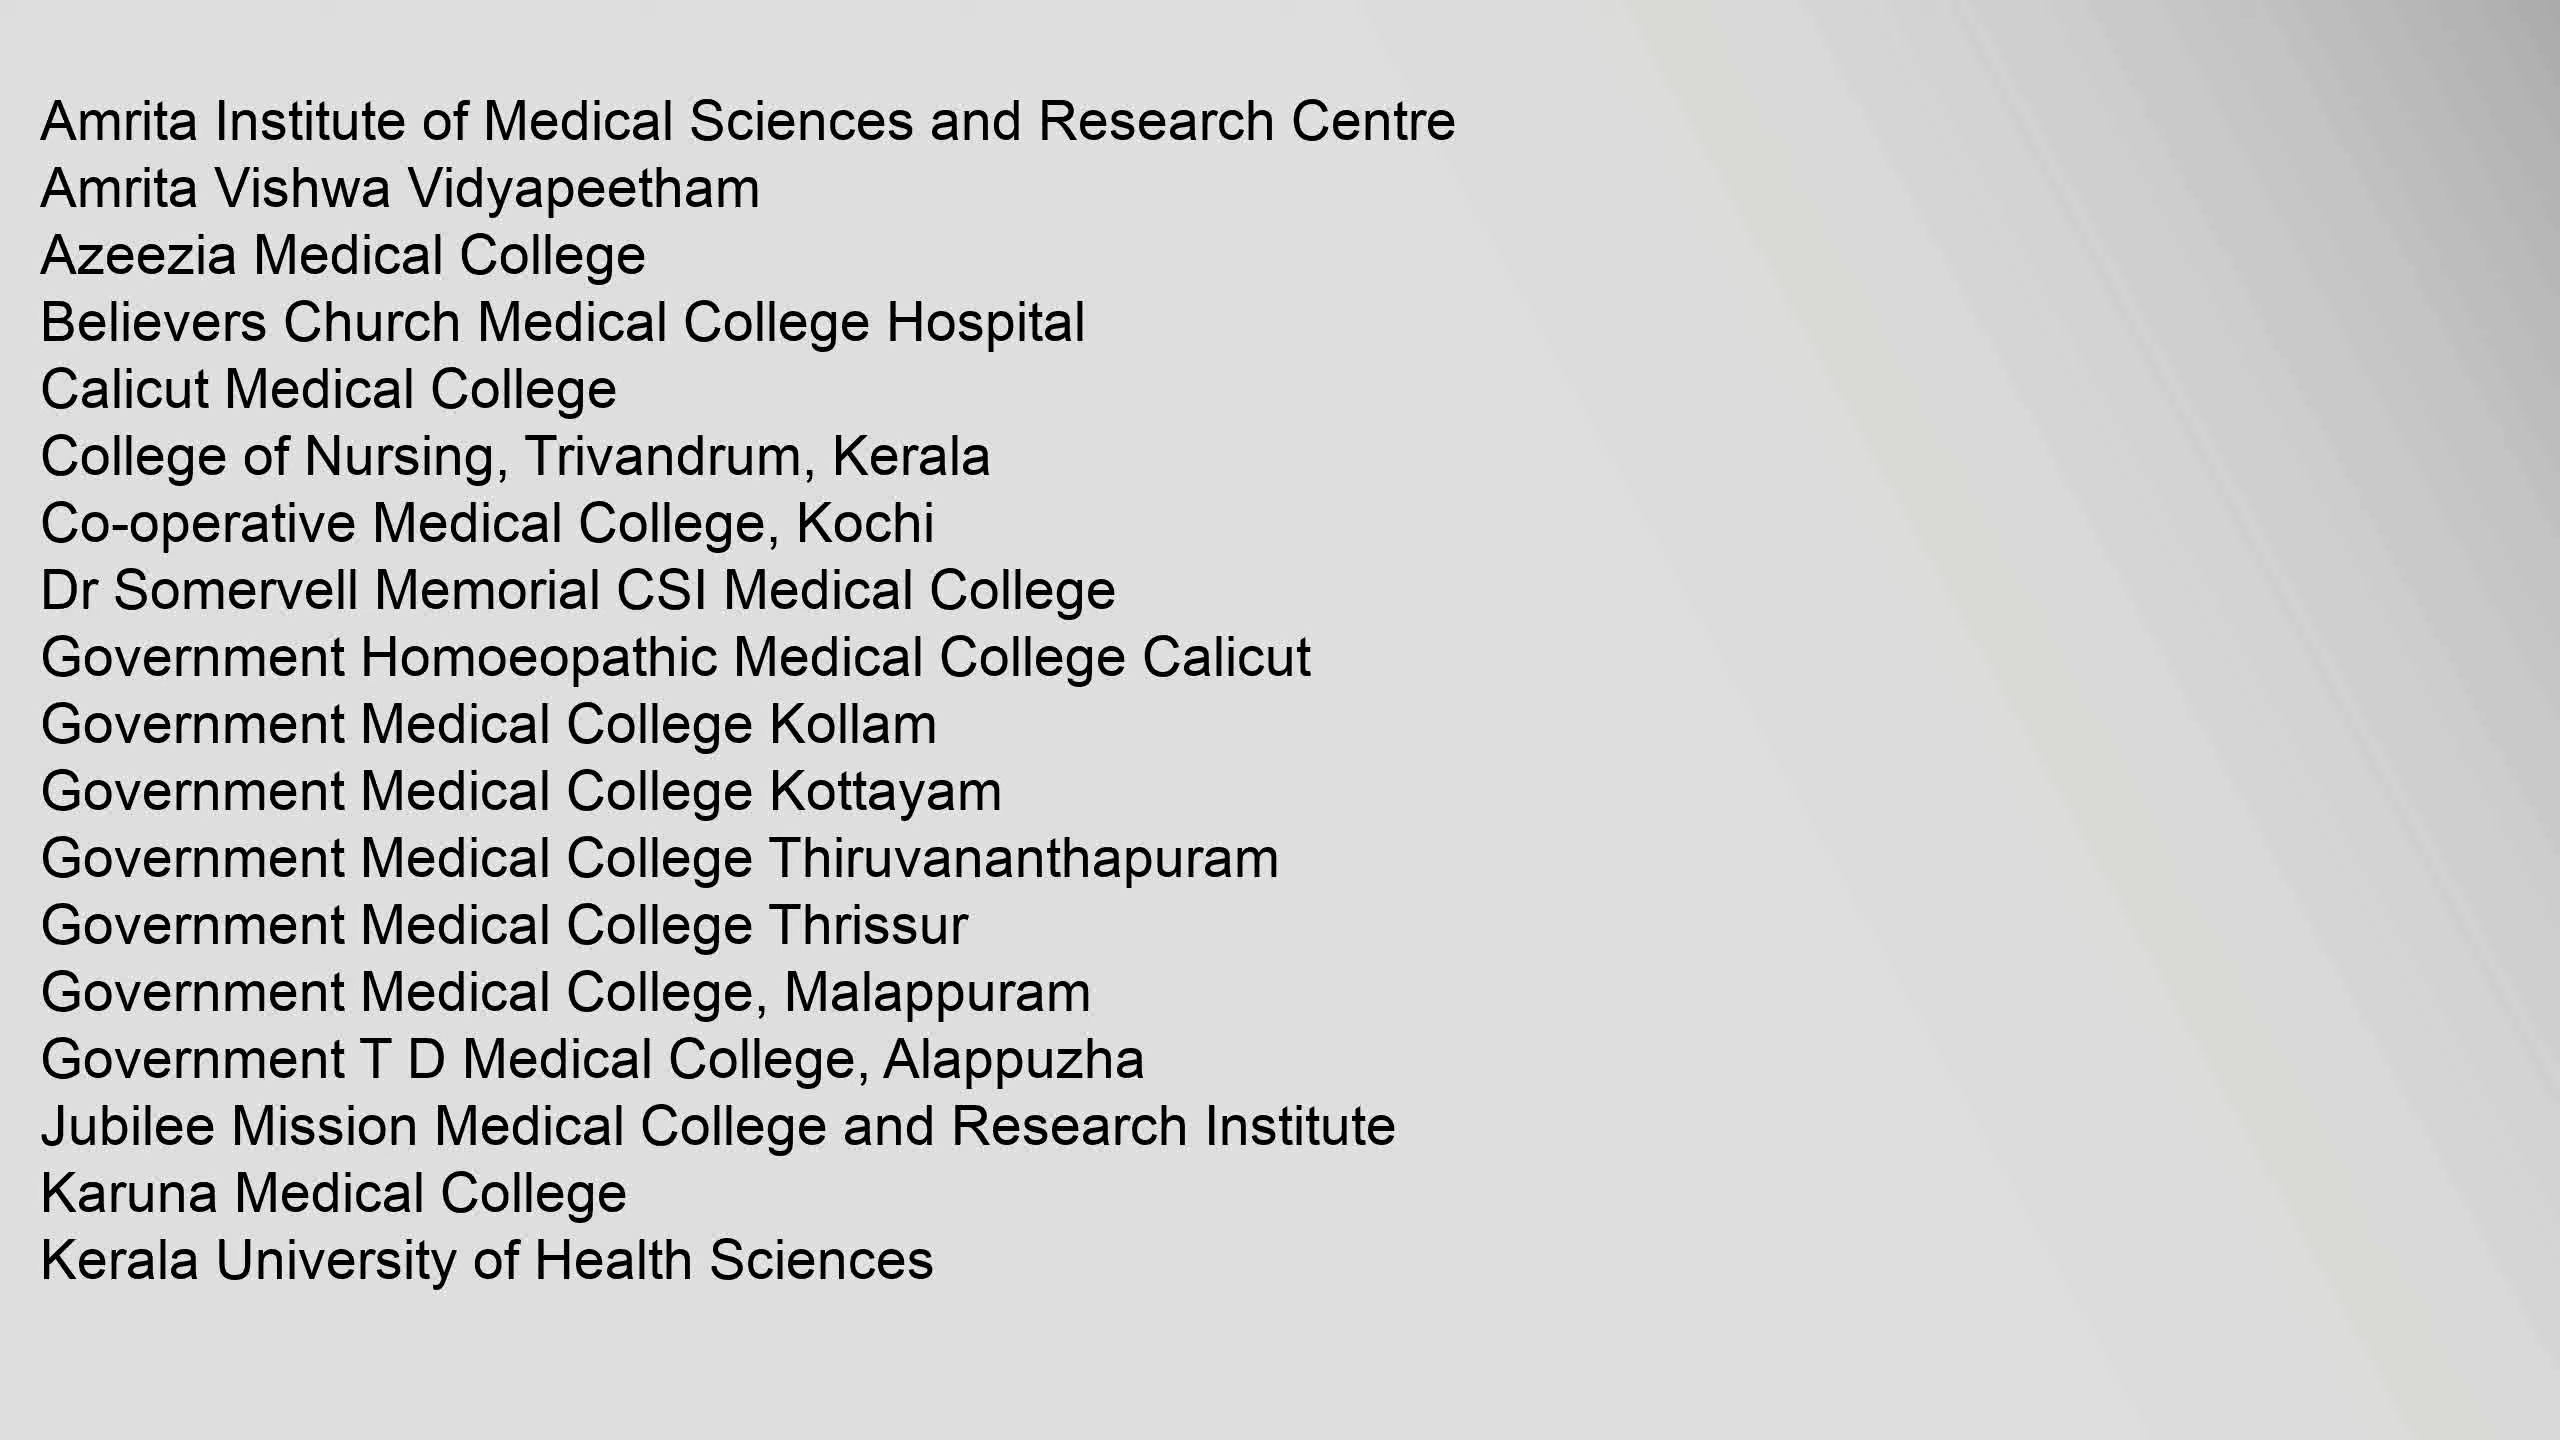 Amrita Institute of Medical Sciences and Research Centre
Amrita Vishwa Vidyapeetham
Azeezia Medical College
Believers Church Medical College Hospital
Calicut Medical College
College of Nursing, Trivandrum, Kerala
Co-operative Medical College, Kochi
Dr Somervell Memorial CSI Medical College
Government Homoeopathic Medical College Calicut
Government Medical College Kollam
Government Medical College Kottayam
Government Medical College Thiruvananthapuram
Government Medical College Thrissur
Government Medical College, Malappuram
Government T D Medical College, Alappuzha
Jubilee Mission Medical College and Research Institute
Karuna Medical College
Kerala University of Health Sciences